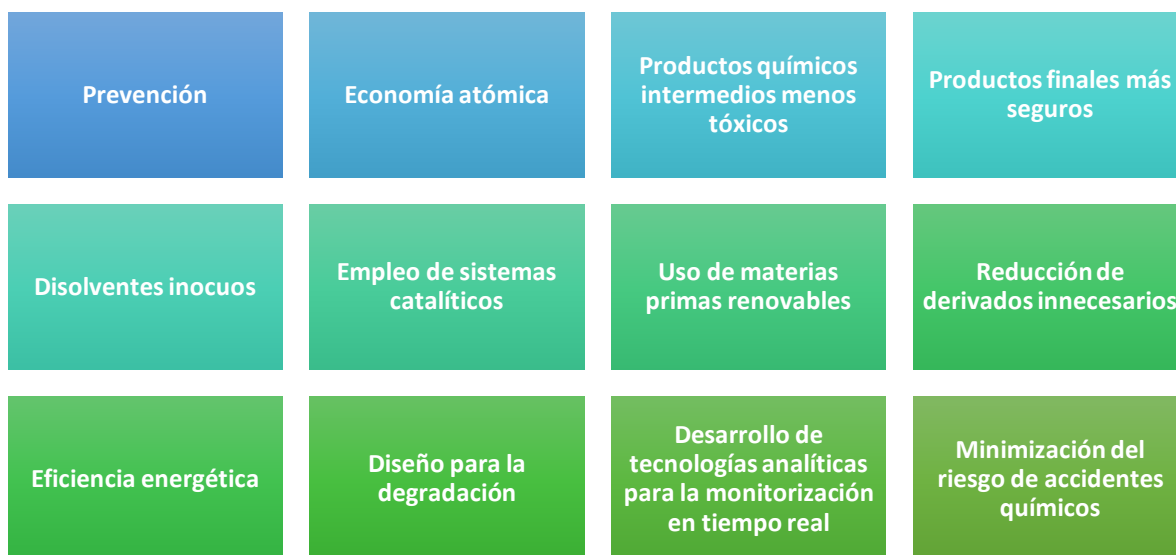 Prevención
Economía atómica
Productos químicos
intermedios menos
tóxicos
Productos finales más
seguros
Disolventes inocuos
Empleo de sistemas
catalíticos
Uso de materias
primas renovables
Reducción de
derivados innecesarios
Eficiencia energética
Diseño para la
degradación
Desarrollo de
tecnologías analíticas
para la monitorización
en tiempo real
Minimización del
riesgo de accidentes
químicos